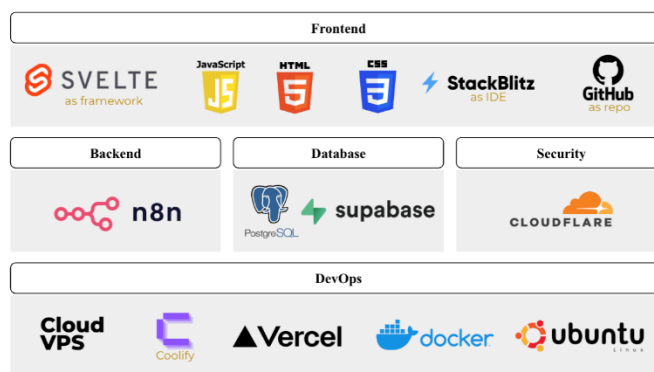 Frontend
SVELTE
as framework
JavaScript
JS
HTML
5
CSS
3
StackBlitz
as IDE
GitHub
as repo
Backend
Database
Security
n8n
PostgreSQL
supabase
CLOUDFLARE
DevOps
Cloud
VPS
Coolify
Vercel
docker
ubuntu
Linux